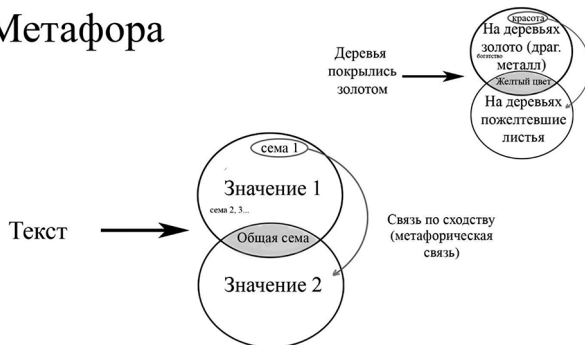 Метафора
Деревья
покрылись
золотом
красота
На деревьях
золото (драг.
богатство
металл)
Желтый цвет
На деревьях
пожелтевшие
листья
Текст
сема 1
Значение 1
сема 2, 3...
Общая сема
Значение 2
Связь по сходству
(метафорическая
связь)